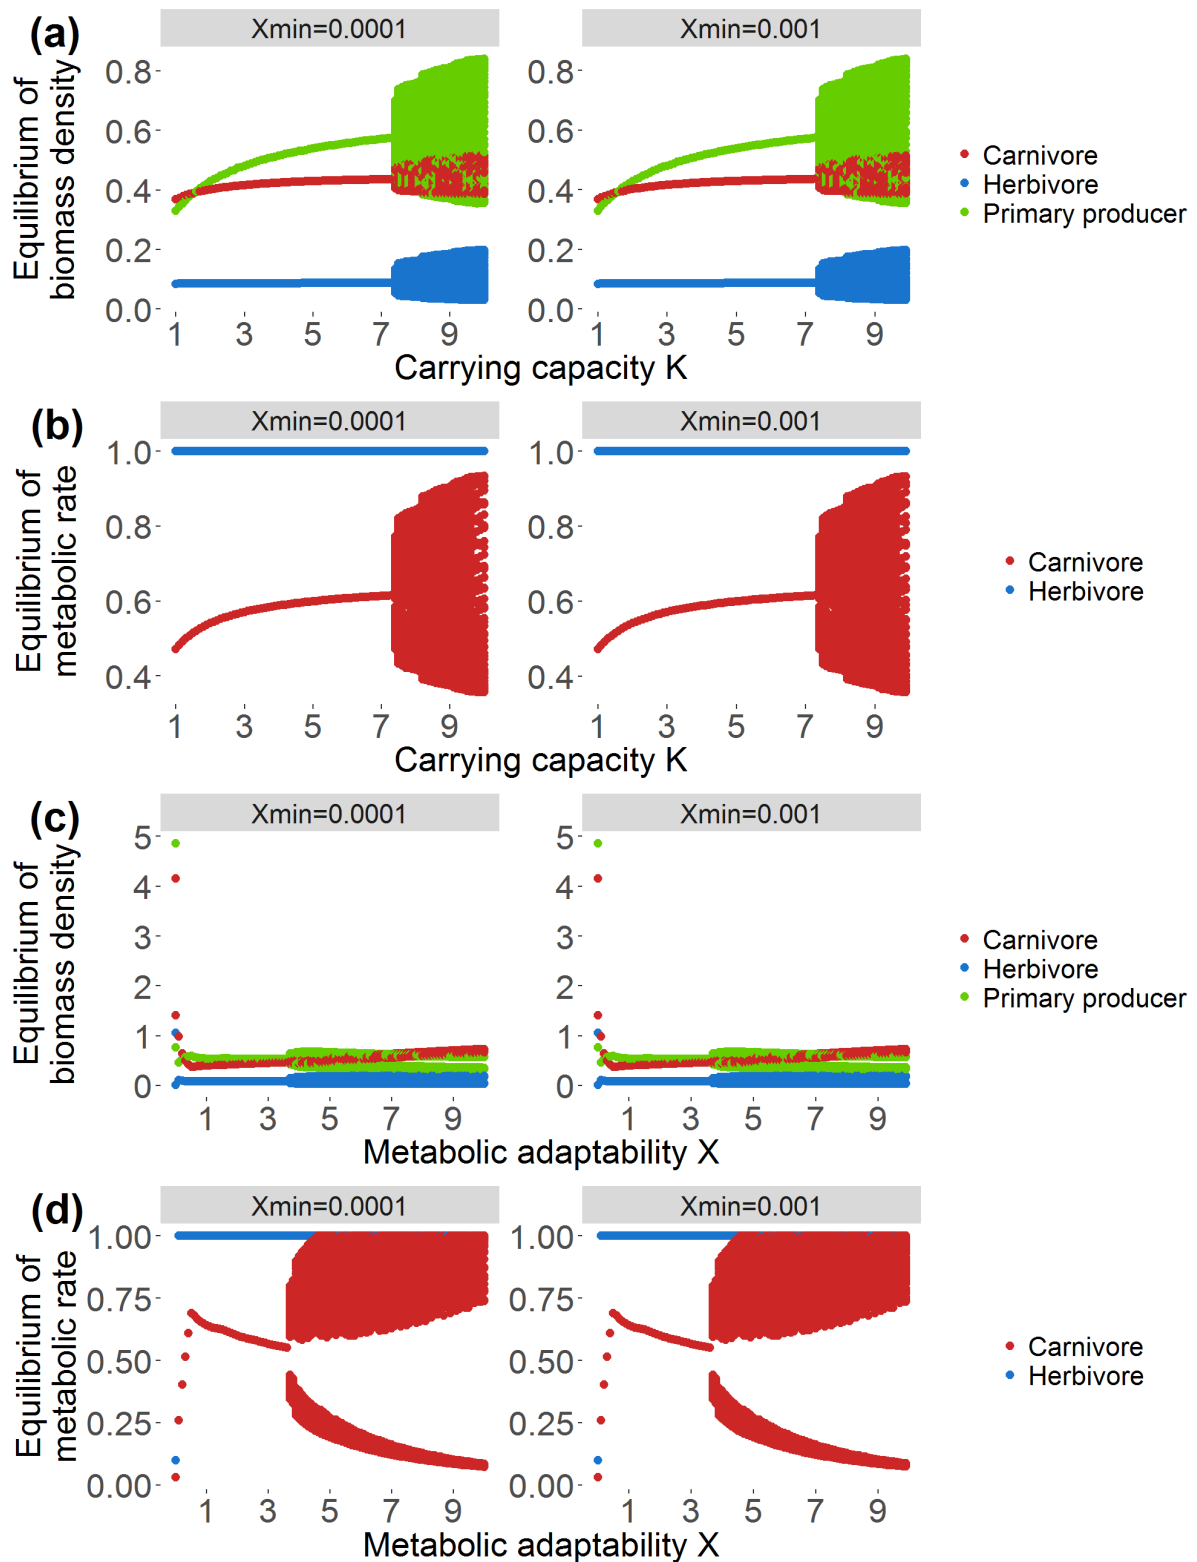 (a)
Xmin=0.0001
Xmin=0.001
Equilibrium of
biomass density
0.8
0.6
0.4
0.2
0.0
1 3 5 7 9
1 3 5 7 9
0.8
0.6
0.4
0.2
0.0
Carrying capacity K
Carnivore
Herbivore
Primary producer
(b)
Xmin=0.0001
Xmin=0.001
Equilibrium of
metabolic rate
1.0
0.8
0.6
0.4
1 3 5 7 9
1.0
0.8
0.6
0.4
1 3 5 7 9
Carrying capacity K
Carnivore
Herbivore
(c)
Xmin=0.0001
Xmin=0.001
Equilibrium of
biomass density
5
4
3
2
1
0
1 3 5 7 9
5
4
3
2
1
0
1 3 5 7 9
Metabolic adaptability X
Carnivore
Herbivore
Primary producer
(d)
Xmin=0.0001
Xmin=0.001
Equilibrium of
metabolic rate
1.00
0.75
0.50
0.25
0.00
1 3 5 7 9
1.00
0.75
0.50
0.25
0.00
1 3 5 7 9
Metabolic adaptability X
Carnivore
Herbivore